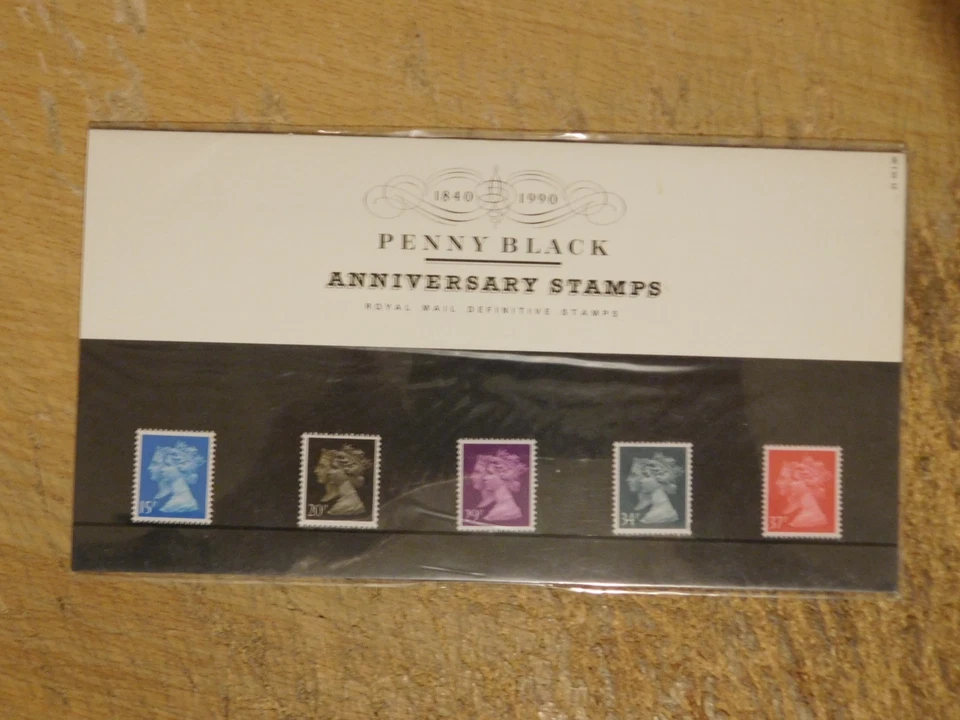 1840 1990
PENNY BLACK
ANNIVERSARY STAMPS
ROYAL MAIL DEFINITIVE STAMPS
15P
20P
29P
34P
37P